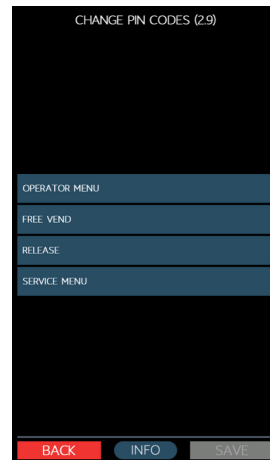 CHANGE PIN CODES (2.9)
OPERATOR MENU
FREE VEND
RELEASE
SERVICE MENU
BACK INFO SAVE